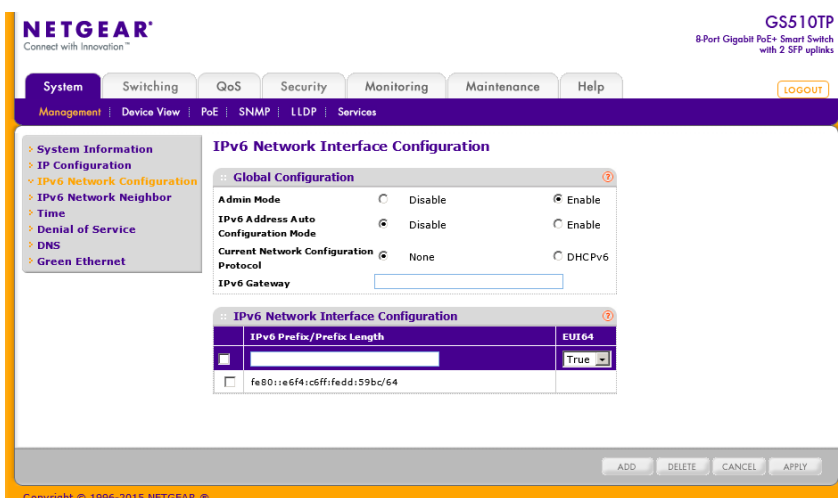 NETGEAR®
Connect with Innovation™
GS510TP
8-Port Gigabit PoE+ Smart Switch
with 2 SFP uplinks
System Switching QoS Security Monitoring Maintenance Help
LOGOUT
Management Device View PoE SNMP LLDP Services
System Information
IP Configuration
IPv6 Network Configuration
IPv6 Network Neighbor
Time
Denial of Service
DNS
Green Ethernet
IPv6 Network Interface Configuration
Global Configuration ?
Admin Mode Disable Enable
IPv6 Address Auto
Configuration Mode Disable Enable
Current Network Configuration
Protocol None DHCPv6
IPv6 Gateway
IPv6 Network Interface Configuration ?
IPv6 Prefix/Prefix Length EUI64
True
fe80::e6f4:c6ff:fedd:59bc/64
ADD DELETE CANCEL APPLY
Copyright © 1996-2015 NETGEAR ®